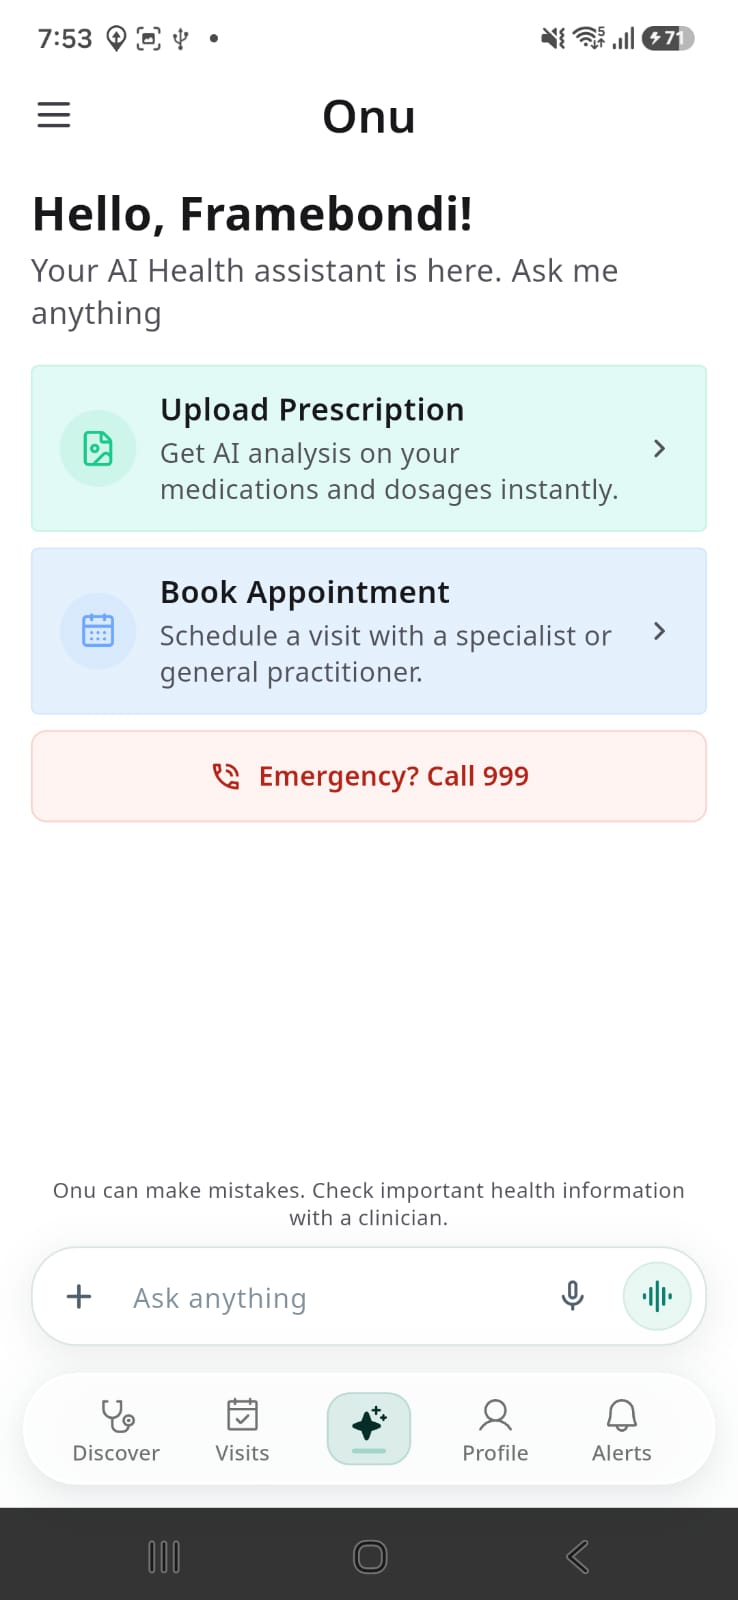 7:53
5
71
Onu
Hello, Framebondi!
Your AI Health assistant is here. Ask me
anything
Upload Prescription
Get AI analysis on your
medications and dosages instantly.
Book Appointment
Schedule a visit with a specialist or
general practitioner.
Emergency? Call 999
Onu can make mistakes. Check important health information
with a clinician.
Ask anything
Discover
Visits
Profile
Alerts